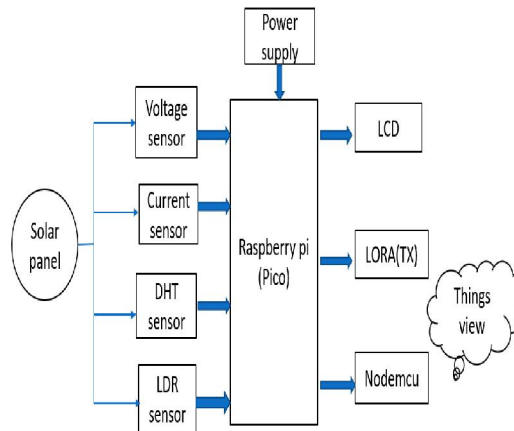 Power
supply
Voltage
sensor
LCD
Current
sensor
Solar
panel
Raspberry pi
(Pico)
LORA(TX)
DHT
sensor
Things
view
LDR
sensor
Nodemcu